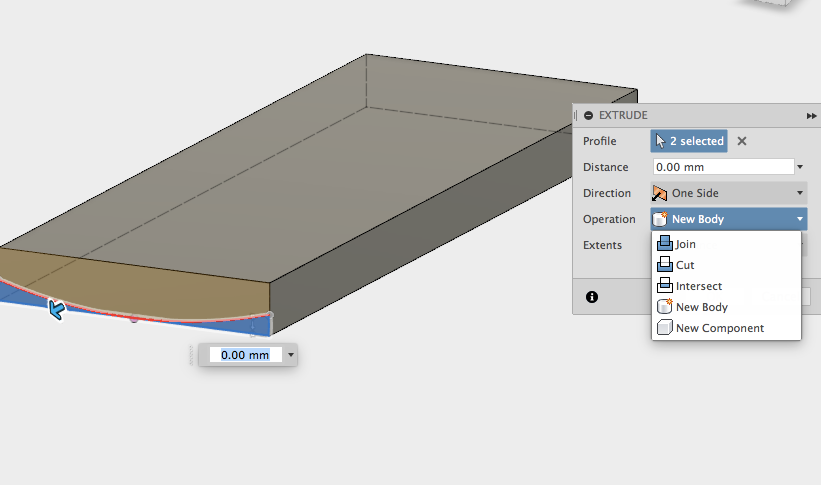 EXTRUDE
Profile 2 selected
Distance 0.00 mm
Direction One Side
Operation New Body
Extents
Join
Cut
Intersect
New Body
New Component
0.00 mm